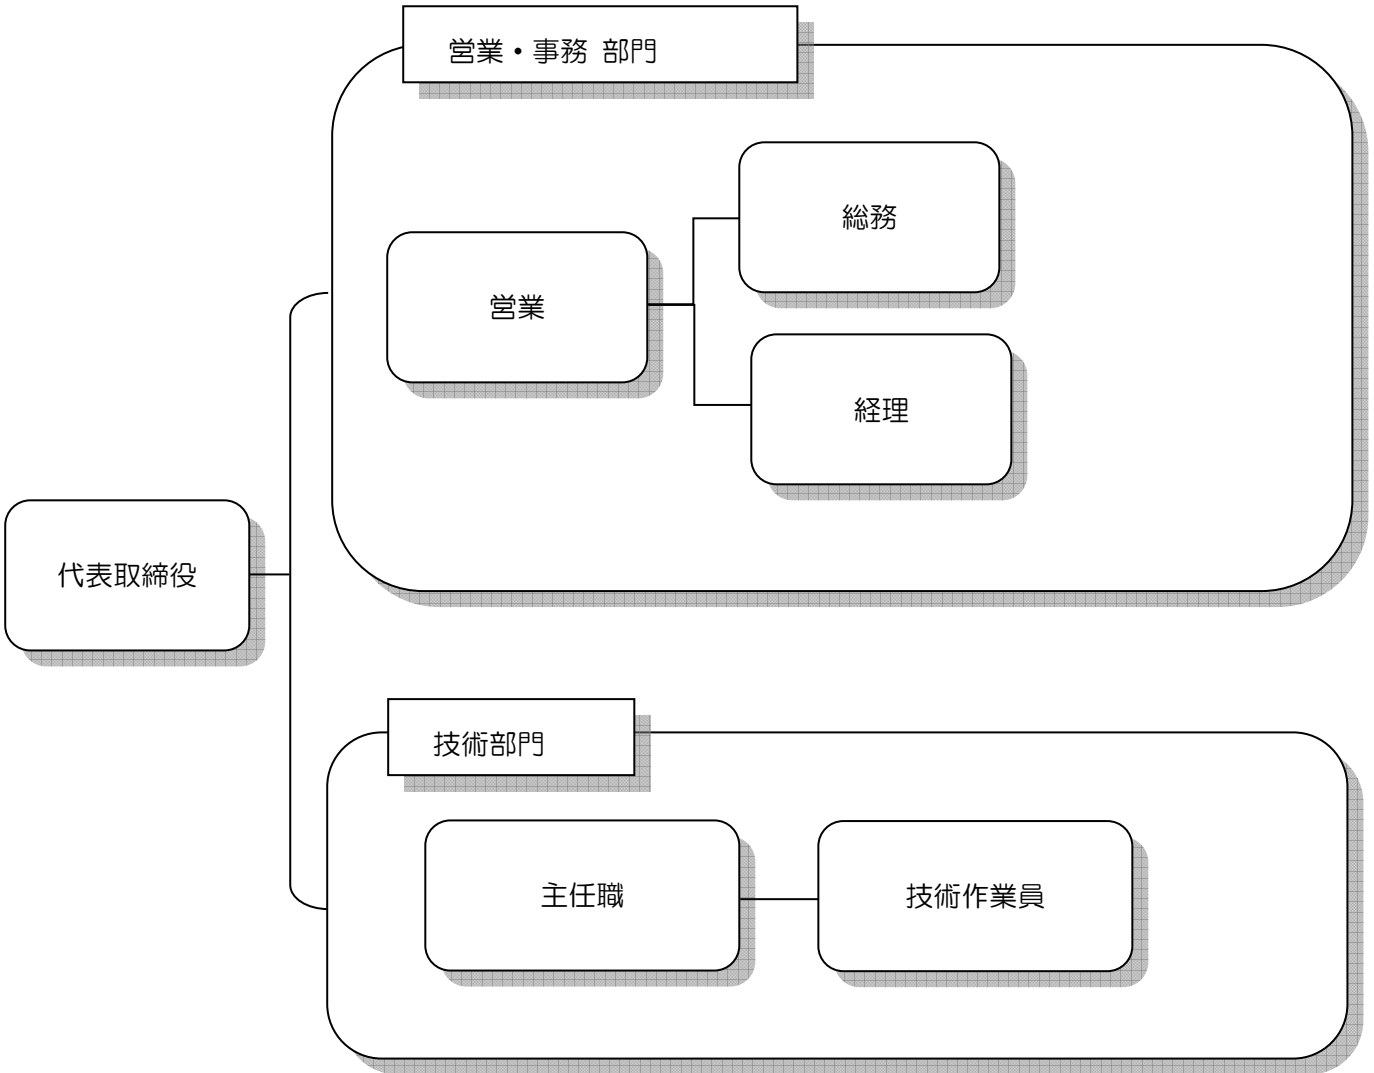 営業・事務 部門
総務
営業
経理
代表取締役
技術部門
主任職
技術作業員